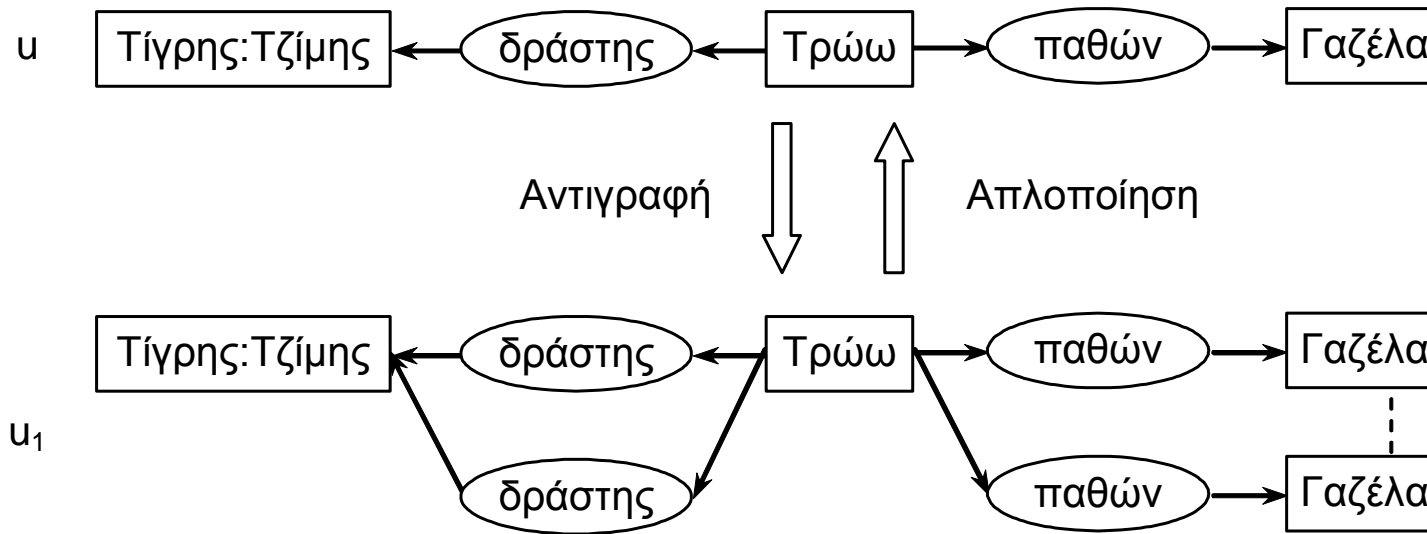 u Τίγρης:Τζίμης δράστης Τρώω παθών Γαζέλα
Αντιγραφή Απλοποίηση
Τίγρης:Τζίμης δράστης Τρώω παθών Γαζέλα
u₁
δράστης παθών Γαζέλα